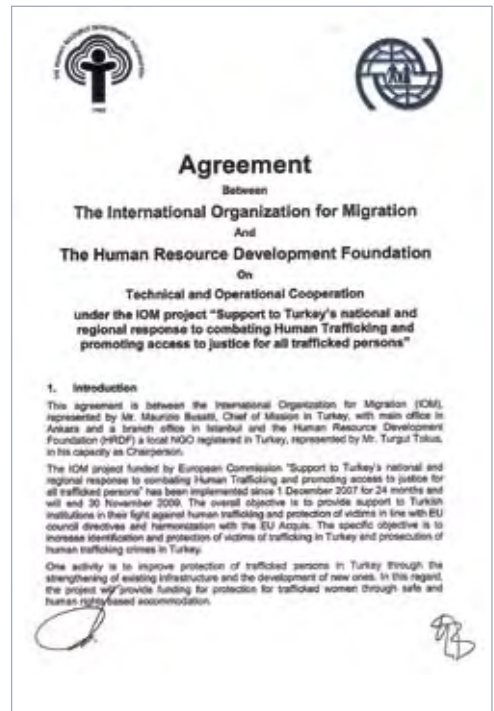 THE HUMAN RESOURCE DEVELOPMENT FOUNDATION
Agreement
Between
The International Organization for Migration
And
The Human Resource Development Foundation
On
Technical and Operational Cooperation
under the IOM project “Support to Turkey's national and
regional response to combating Human Trafficking and
promoting access to justice for all trafficked persons”
1. Introduction
This agreement is between the International Organization for Migration (IOM),
represented by Mr. Maurizio Busatti, Chief of Mission in Turkey, with main office in
Ankara and a branch office in Istanbul and the Human Resource Development
Foundation (HRDF) a local NGO registered in Turkey, represented by Mr. Turgut Tokus,
in his capacity as Chairperson.
The IOM project funded by European Commission “Support to Turkey's national and
regional response to combating Human Trafficking and promoting access to justice for
all trafficked persons” has been implemented since 1 December 2007 for 24 months and
will end 30 November 2009. The overall objective is to provide support to Turkish
institutions in their fight against human trafficking and protection of victims in line with EU
council directives and harmonization with the EU Acquis. The specific objective is to
increase identification and protection of victims of trafficking in Turkey and prosecution of
human trafficking crimes in Turkey.
One activity is to improve protection of trafficked persons in Turkey through the
strengthening of existing infrastructure and the development of new ones. In this regard,
the project will provide funding for protection for trafficked women through safe and
human rights based accommodation.